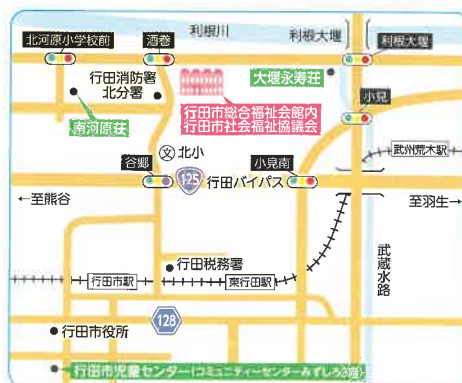 利根川
北河原小学校前
酒巻
利根大堰
利根大堰
行田消防署
北分署
大堰永寿荘
南河原荘
行田市総合福祉会館内
行田市社会福祉協議会
小見
文 北小
谷郷
125
行田バイパス
小見南
武州荒木駅
←至熊谷
至羽生→
武蔵水路
行田税務署
行田市駅
東行田駅
128
行田市役所
行田市児童センター(コミュニティーセンターみずしろ3階)